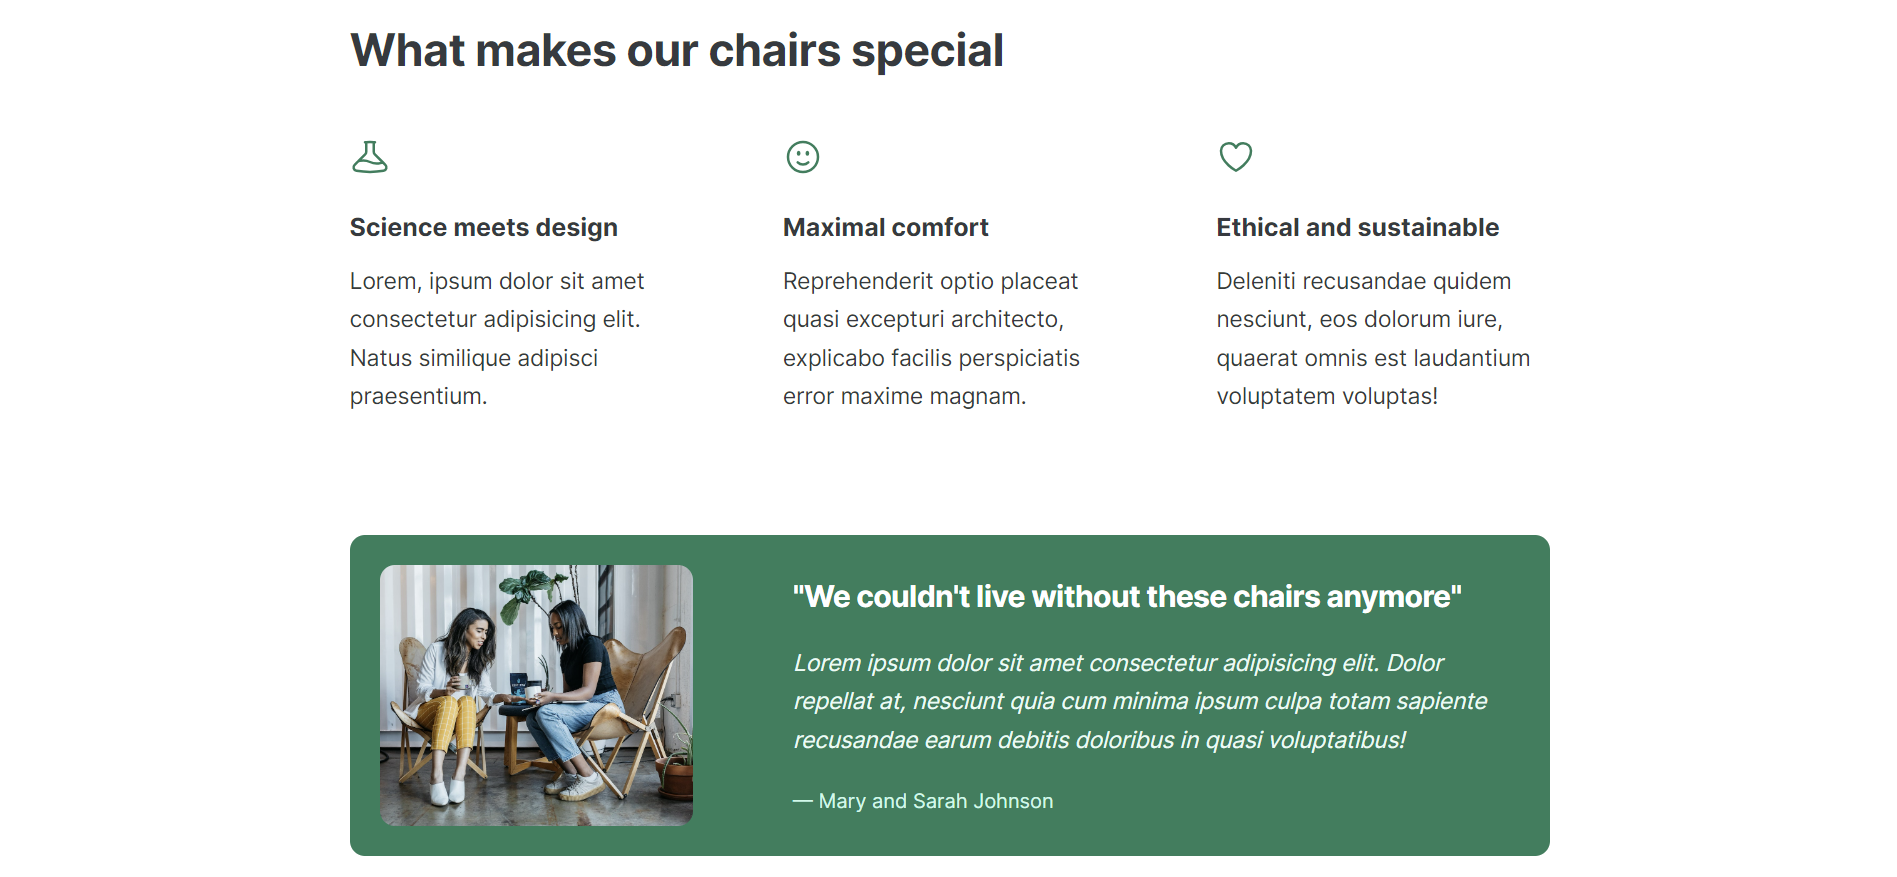 What makes our chairs special
Science meets design
Lorem, ipsum dolor sit amet
consectetur adipisicing elit.
Natus similique adipisci
praesentium.
Maximal comfort
Reprehenderit optio placeat
quasi excepturi architecto,
explicabo facilis perspiciatis
error maxime magnam.
Ethical and sustainable
Deleniti recusandae quidem
nesciunt, eos dolorum iure,
quaerat omnis est laudantium
voluptatem voluptas!
"We couldn't live without these chairs anymore"
Lorem ipsum dolor sit amet consectetur adipisicing elit. Dolor
repellat at, nesciunt quia cum minima ipsum culpa totam sapiente
recusandae earum debitis doloribus in quasi voluptatibus!
— Mary and Sarah Johnson